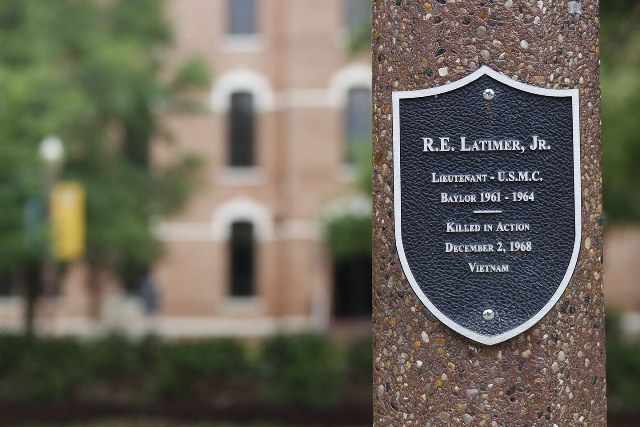 R.E. Latimer, Jr.
Lieutenant - U.S.M.C.
Baylor 1961 - 1964
Killed in Action
December 2, 1968
Vietnam